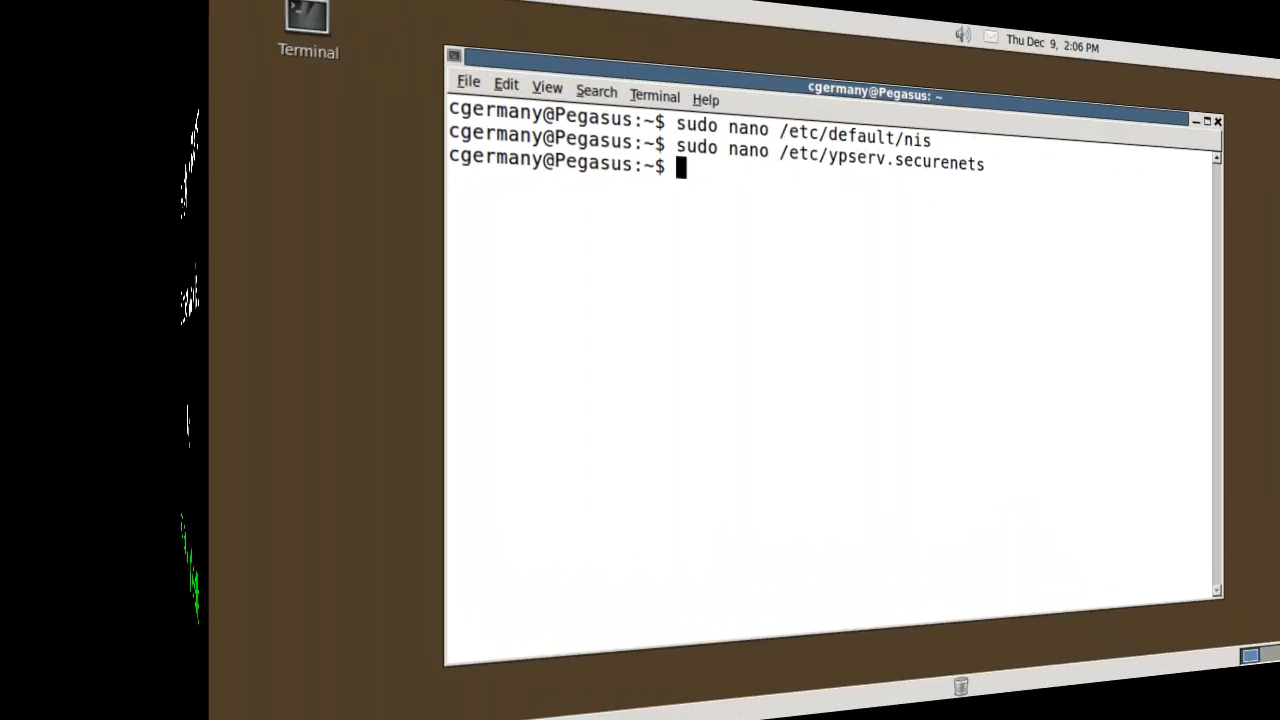 Terminal
Thu Dec 9, 2:06 PM
cgermany@Pegasus: ~
File Edit View Search Terminal Help
cgermany@Pegasus:~$ sudo nano /etc/default/nis
cgermany@Pegasus:~$ sudo nano /etc/ypserv.securenets
cgermany@Pegasus:~$